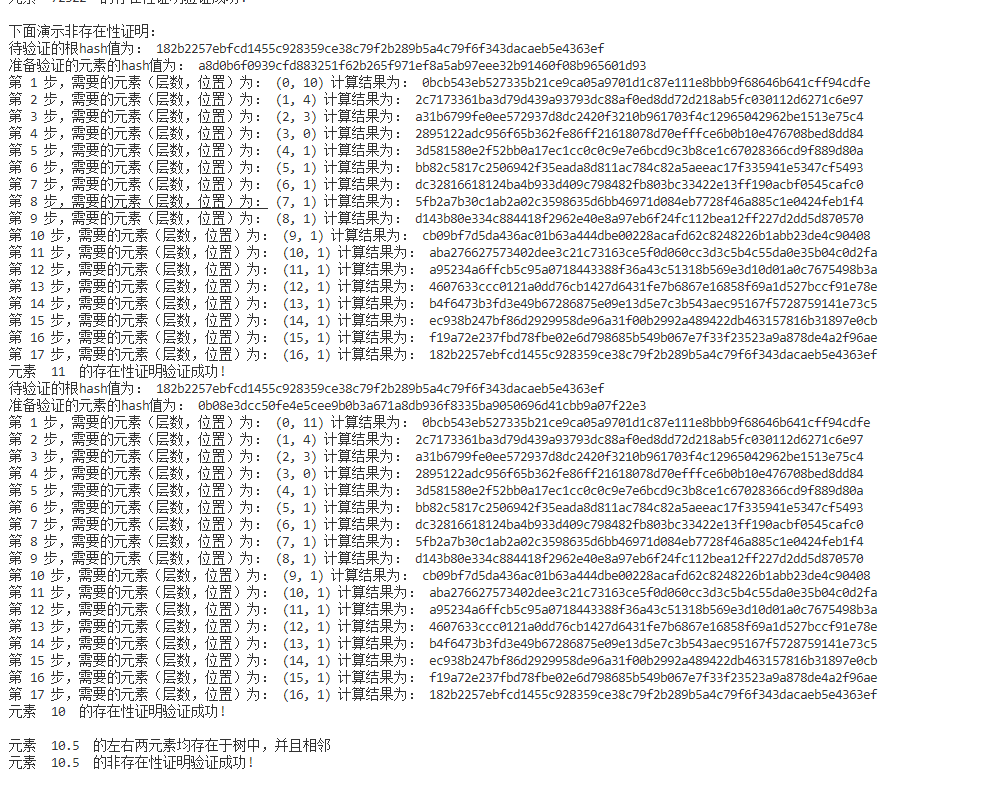 元素 72322 的存在性证明验证成功!
下面演示非存在性证明:
待验证的根hash值为: 182b2257ebfcd1455c928359ce38c79f2b289b5a4c79f6f343dacaeb5e4363ef
准备验证的元素的hash值为: a8d0b6f0939cfd883251f62b265f971ef8a5ab97eee32b91460f08b965601d93
第 1 步,需要的元素(层数,位置)为: (0, 10) 计算结果为: 0bcb543eb527335b21ce9ca05a9701d1c87e111e8bbb9f68646b641cff94cdfe
第 2 步,需要的元素(层数,位置)为: (1, 4) 计算结果为: 2c7173361ba3d79d439a93793dc88af0ed8dd72d218ab5fc030112d6271c6e97
第 3 步,需要的元素(层数,位置)为: (2, 3) 计算结果为: a31b6799fe0ee572937d8dc2420f3210b961703f4c12965042962be1513e75c4
第 4 步,需要的元素(层数,位置)为: (3, 0) 计算结果为: 2895122adc956f65b362fe86ff21618078d70efffce6b0b10e476708bed8dd84
第 5 步,需要的元素(层数,位置)为: (4, 1) 计算结果为: 3d581580e2f52bb0a17ec1cc0c0c9e7e6bcd9c3b8ce1c67028366cd9f889d80a
第 6 步,需要的元素(层数,位置)为: (5, 1) 计算结果为: bb82c5817c2506942f35eada8d811ac784c82a5aeeac17f335941e5347cf5493
第 7 步,需要的元素(层数,位置)为: (6, 1) 计算结果为: dc32816618124ba4b933d409c798482fb803bc33422e13ff190acbf0545cafc0
第 8 步,需要的元素(层数,位置)为: (7, 1) 计算结果为: 5fb2a7b30c1ab2a02c3598635d6bb46971d084eb7728f46a885c1e0424feb1f4
第 9 步,需要的元素(层数,位置)为: (8, 1) 计算结果为: d143b80e334c884418f2962e40e8a97eb6f24fc112bea12ff227d2dd5d870570
第 10 步,需要的元素(层数,位置)为: (9, 1) 计算结果为: cb09bf7d5da436ac01b63a444dbe00228acafd62c8248226b1abb23de4c90408
第 11 步,需要的元素(层数,位置)为: (10, 1) 计算结果为: aba276627573402dee3c21c73163ce5f0d060cc3d3c5b4c55da0e35b04c0d2fa
第 12 步,需要的元素(层数,位置)为: (11, 1) 计算结果为: a95234a6ffcb5c95a0718443388f36a43c51318b569e3d10d01a0c7675498b3a
第 13 步,需要的元素(层数,位置)为: (12, 1) 计算结果为: 4607633ccc0121a0dd76cb1427d6431fe7b6867e16858f69a1d527bccf91e78e
第 14 步,需要的元素(层数,位置)为: (13, 1) 计算结果为: b4f6473b3fd3e49b67286875e09e13d5e7c3b543aec95167f5728759141e73c5
第 15 步,需要的元素(层数,位置)为: (14, 1) 计算结果为: ec938b247bf86d2929958de96a31f00b2992a489422db463157816b31897e0cb
第 16 步,需要的元素(层数,位置)为: (15, 1) 计算结果为: f19a72e237fbd78fbe02e6d798685b549b067e7f33f23523a9a878de4a2f96ae
第 17 步,需要的元素(层数,位置)为: (16, 1) 计算结果为: 182b2257ebfcd1455c928359ce38c79f2b289b5a4c79f6f343dacaeb5e4363ef
元素 11 的存在性证明验证成功!
待验证的根hash值为: 182b2257ebfcd1455c928359ce38c79f2b289b5a4c79f6f343dacaeb5e4363ef
准备验证的元素的hash值为: 0b08e3dcc50fe4e5cee9b0b3a671a8db936f8335ba9050696d41cbb9a07f22e3
第 1 步,需要的元素(层数,位置)为: (0, 11) 计算结果为: 0bcb543eb527335b21ce9ca05a9701d1c87e111e8bbb9f68646b641cff94cdfe
第 2 步,需要的元素(层数,位置)为: (1, 4) 计算结果为: 2c7173361ba3d79d439a93793dc88af0ed8dd72d218ab5fc030112d6271c6e97
第 3 步,需要的元素(层数,位置)为: (2, 3) 计算结果为: a31b6799fe0ee572937d8dc2420f3210b961703f4c12965042962be1513e75c4
第 4 步,需要的元素(层数,位置)为: (3, 0) 计算结果为: 2895122adc956f65b362fe86ff21618078d70efffce6b0b10e476708bed8dd84
第 5 步,需要的元素(层数,位置)为: (4, 1) 计算结果为: 3d581580e2f52bb0a17ec1cc0c0c9e7e6bcd9c3b8ce1c67028366cd9f889d80a
第 6 步,需要的元素(层数,位置)为: (5, 1) 计算结果为: bb82c5817c2506942f35eada8d811ac784c82a5aeeac17f335941e5347cf5493
第 7 步,需要的元素(层数,位置)为: (6, 1) 计算结果为: dc32816618124ba4b933d409c798482fb803bc33422e13ff190acbf0545cafc0
第 8 步,需要的元素(层数,位置)为: (7, 1) 计算结果为: 5fb2a7b30c1ab2a02c3598635d6bb46971d084eb7728f46a885c1e0424feb1f4
第 9 步,需要的元素(层数,位置)为: (8, 1) 计算结果为: d143b80e334c884418f2962e40e8a97eb6f24fc112bea12ff227d2dd5d870570
第 10 步,需要的元素(层数,位置)为: (9, 1) 计算结果为: cb09bf7d5da436ac01b63a444dbe00228acafd62c8248226b1abb23de4c90408
第 11 步,需要的元素(层数,位置)为: (10, 1) 计算结果为: aba276627573402dee3c21c73163ce5f0d060cc3d3c5b4c55da0e35b04c0d2fa
第 12 步,需要的元素(层数,位置)为: (11, 1) 计算结果为: a95234a6ffcb5c95a0718443388f36a43c51318b569e3d10d01a0c7675498b3a
第 13 步,需要的元素(层数,位置)为: (12, 1) 计算结果为: 4607633ccc0121a0dd76cb1427d6431fe7b6867e16858f69a1d527bccf91e78e
第 14 步,需要的元素(层数,位置)为: (13, 1) 计算结果为: b4f6473b3fd3e49b67286875e09e13d5e7c3b543aec95167f5728759141e73c5
第 15 步,需要的元素(层数,位置)为: (14, 1) 计算结果为: ec938b247bf86d2929958de96a31f00b2992a489422db463157816b31897e0cb
第 16 步,需要的元素(层数,位置)为: (15, 1) 计算结果为: f19a72e237fbd78fbe02e6d798685b549b067e7f33f23523a9a878de4a2f96ae
第 17 步,需要的元素(层数,位置)为: (16, 1) 计算结果为: 182b2257ebfcd1455c928359ce38c79f2b289b5a4c79f6f343dacaeb5e4363ef
元素 10 的存在性证明验证成功!
元素 10.5 的左右两元素均存在于树中,并且相邻
元素 10.5 的非存在性证明验证成功!